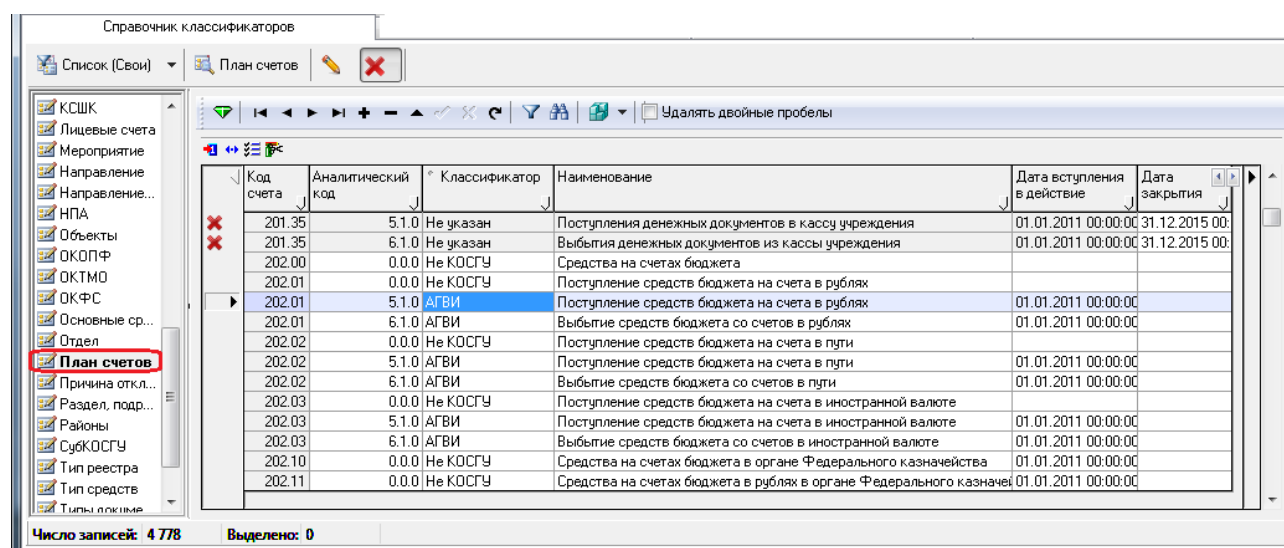 Справочник классификаторов
Список (Свои) План счетов
КСШК
Лицевые счета
Мероприятие
Направление
Направление...
НПА
Объекты
ОКОПФ
ОКТМО
ОКФС
Основные ср...
Отдел
План счетов
Причина откл...
Раздел, подр...
Районы
СубКОСГУ
Тип реестра
Тип средств
Удалять двойные пробелы
Код счета Аналитический код Классификатор Наименование Дата вступления в действие Дата закрытия
201.35 5.1.0 Не указан Поступления денежных документов в кассу учреждения 01.01.2011 00:00:00 31.12.2015 00:
201.35 6.1.0 Не указан Выбытия денежных документов из кассы учреждения 01.01.2011 00:00:00 31.12.2015 00:
202.00 0.0.0 Не КОСГУ Средства на счетах бюджета
202.01 0.0.0 Не КОСГУ Поступление средств бюджета на счета в рублях
202.01 5.1.0 АГВИ Поступление средств бюджета на счета в рублях 01.01.2011 00:00:00
202.01 6.1.0 АГВИ Выбытие средств бюджета со счетов в рублях 01.01.2011 00:00:00
202.02 0.0.0 Не КОСГУ Поступление средств бюджета на счета в пути
202.02 5.1.0 АГВИ Поступление средств бюджета на счета в пути 01.01.2011 00:00:00
202.02 6.1.0 АГВИ Выбытие средств бюджета со счетов в пути 01.01.2011 00:00:00
202.03 0.0.0 Не КОСГУ Поступление средств бюджета на счета в иностранной валюте
202.03 5.1.0 АГВИ Поступление средств бюджета на счета в иностранной валюте 01.01.2011 00:00:00
202.03 6.1.0 АГВИ Выбытие средств бюджета со счетов в иностранной валюте 01.01.2011 00:00:00
202.10 0.0.0 Не КОСГУ Средства на счетах бюджета в органе Федерального казначейства 01.01.2011 00:00:00
202.11 0.0.0 Не КОСГУ Средства на счетах бюджета в рублях в органе Федерального казначе 01.01.2011 00:00:00
Число записей: 4 778 Выделено: 0